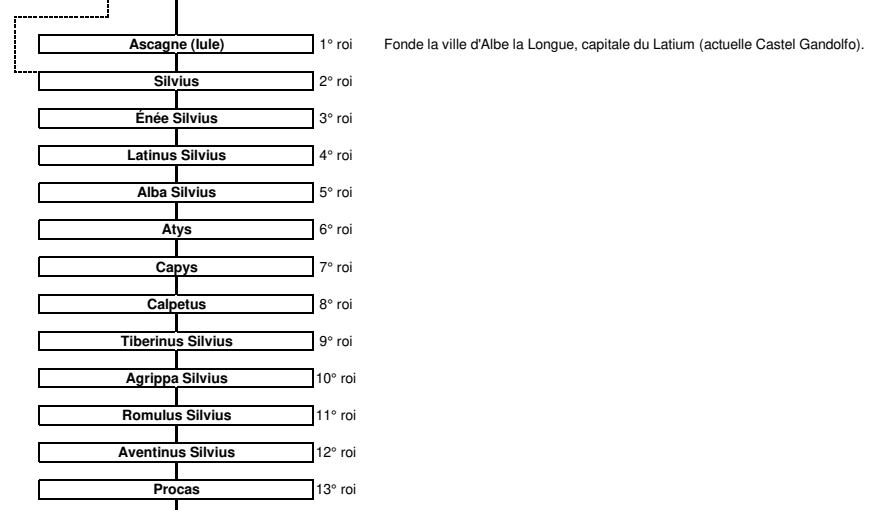 Ascagne (Iule) 1° roi Fonde la ville d'Albe la Longue, capitale du Latium (actuelle Castel Gandolfo).
Silvius 2° roi
Énée Silvius 3° roi
Latinus Silvius 4° roi
Alba Silvius 5° roi
Atys 6° roi
Capys 7° roi
Calpetus 8° roi
Tiberinus Silvius 9° roi
Agrippa Silvius 10° roi
Romulus Silvius 11° roi
Aventinus Silvius 12° roi
Procas 13° roi